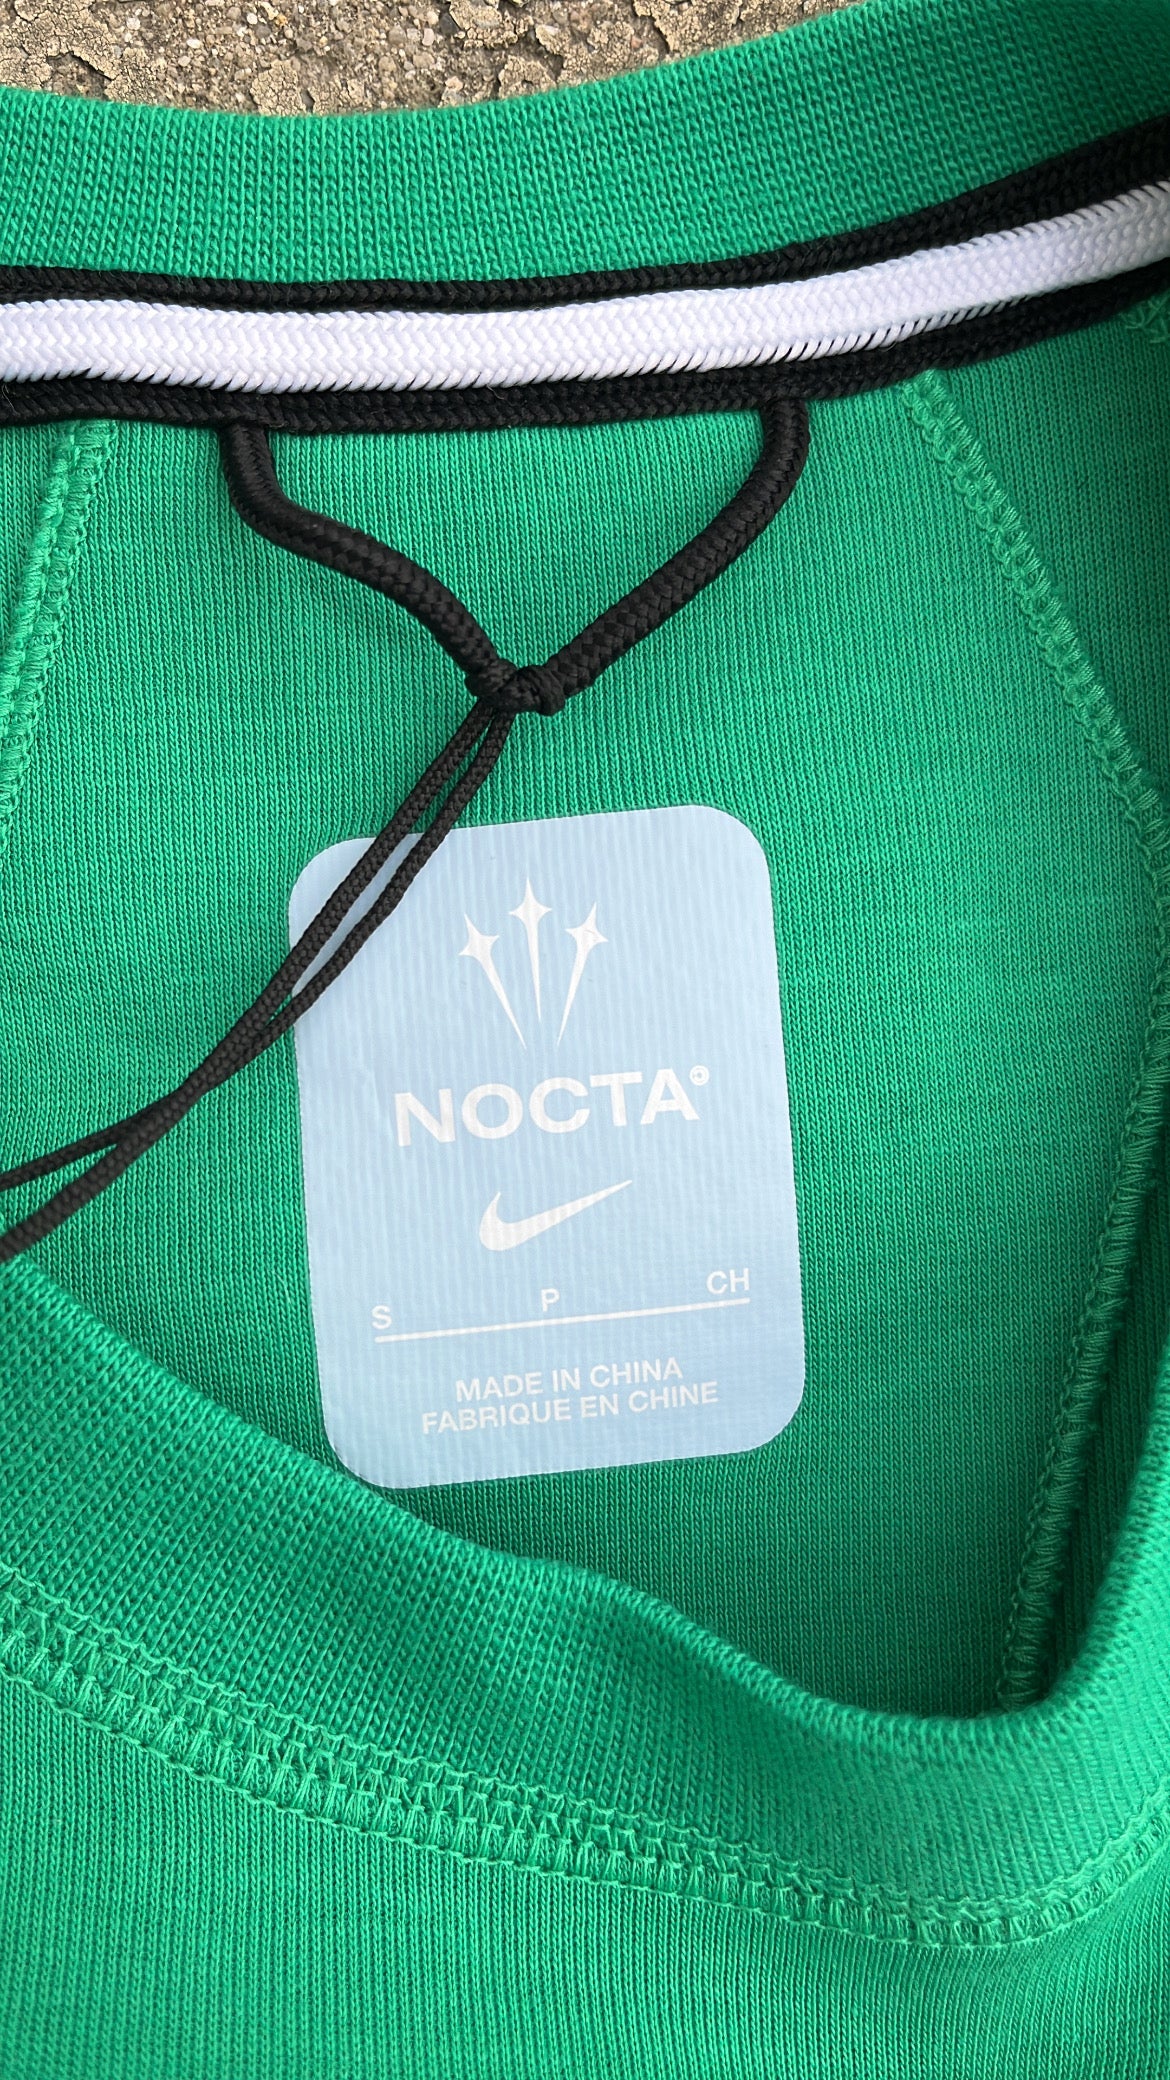 NOCTA
S P CH
MADE IN CHINA
FABRIQUE EN CHINE